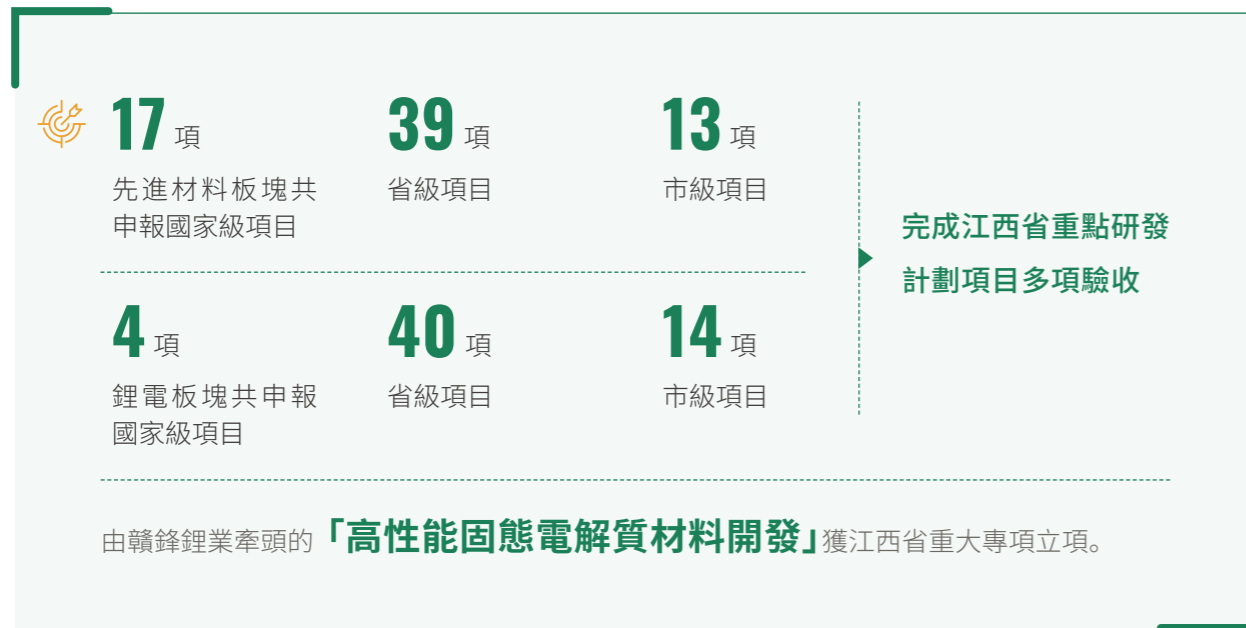 17 項
先進材料板塊共
申報國家級項目
39 項
省級項目
13 項
市級項目
4 項
鋰電板塊共申報
國家級項目
40 項
省級項目
14 項
市級項目
完成江西省重點研發
計劃項目多項驗收
由贛鋒鋰業牽頭的「高性能固態電解質材料開發」獲江西省重大專項立項。